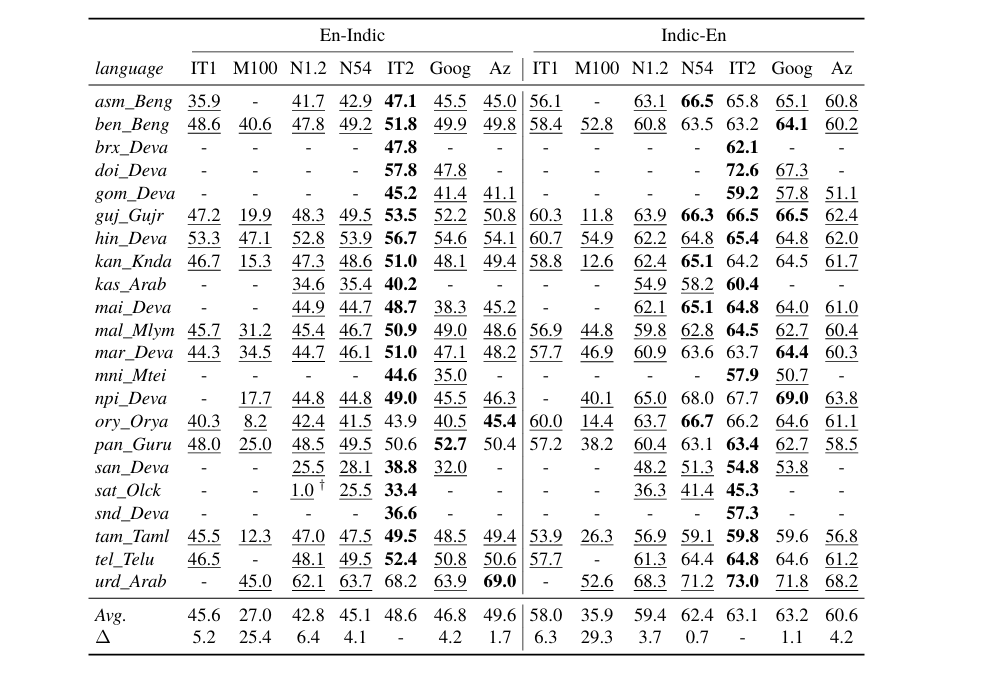 En-Indic Indic-En
language IT1 M100 N1.2 N54 IT2 Goog Az IT1 M100 N1.2 N54 IT2 Goog Az
asm_Beng 35.9 - 41.7 42.9 47.1 45.5 45.0 56.1 - 63.1 66.5 65.8 65.1 60.8
ben_Beng 48.6 40.6 47.8 49.2 51.8 49.9 49.8 58.4 52.8 60.8 63.5 63.2 64.1 60.2
brx_Deva - - - - 47.8 - - - - - - 62.1 - -
doi_Deva - - - - 57.8 47.8 - - - - - 72.6 67.3 -
gom_Deva - - - - 45.2 41.4 41.1 - - - - 59.2 57.8 51.1
guj_Gujr 47.2 19.9 48.3 49.5 53.5 52.2 50.8 60.3 11.8 63.9 66.3 66.5 66.5 62.4
hin_Deva 53.3 47.1 52.8 53.9 56.7 54.6 54.1 60.7 54.9 62.2 64.8 65.4 64.8 62.0
kan_Knda 46.7 15.3 47.3 48.6 51.0 48.1 49.4 58.8 12.6 62.4 65.1 64.2 64.5 61.7
kas_Arab - - 34.6 35.4 40.2 - - - - 54.9 58.2 60.4 - -
mai_Deva - - 44.9 44.7 48.7 38.3 45.2 - - 62.1 65.1 64.8 64.0 61.0
mal_Mlym 45.7 31.2 45.4 46.7 50.9 49.0 48.6 56.9 44.8 59.8 62.8 64.5 62.7 60.4
mar_Deva 44.3 34.5 44.7 46.1 51.0 47.1 48.2 57.7 46.9 60.9 63.6 63.7 64.4 60.3
mni_Mtei - - - - 44.6 35.0 - - - - - 57.9 50.7 -
npi_Deva - 17.7 44.8 44.8 49.0 45.5 46.3 - 40.1 65.0 68.0 67.7 69.0 63.8
ory_Orya 40.3 8.2 42.4 41.5 43.9 40.5 45.4 60.0 14.4 63.7 66.7 66.2 64.6 61.1
pan_Guru 48.0 25.0 48.5 49.5 50.6 52.7 50.4 57.2 38.2 60.4 63.1 63.4 62.7 58.5
san_Deva - - 25.5 28.1 38.8 32.0 - - - 48.2 51.3 54.8 53.8 -
sat_Olck - - 1.0 † 25.5 33.4 - - - - 36.3 41.4 45.3 - -
snd_Deva - - - - 36.6 - - - - - - 57.3 - -
tam_Taml 45.5 12.3 47.0 47.5 49.5 48.5 49.4 53.9 26.3 56.9 59.1 59.8 59.6 56.8
tel_Telu 46.5 - 48.1 49.5 52.4 50.8 50.6 57.7 - 61.3 64.4 64.8 64.6 61.2
urd_Arab - 45.0 62.1 63.7 68.2 63.9 69.0 - 52.6 68.3 71.2 73.0 71.8 68.2
Avg. 45.6 27.0 42.8 45.1 48.6 46.8 49.6 58.0 35.9 59.4 62.4 63.1 63.2 60.6
Δ 5.2 25.4 6.4 4.1 - 4.2 1.7 6.3 29.3 3.7 0.7 - 1.1 4.2